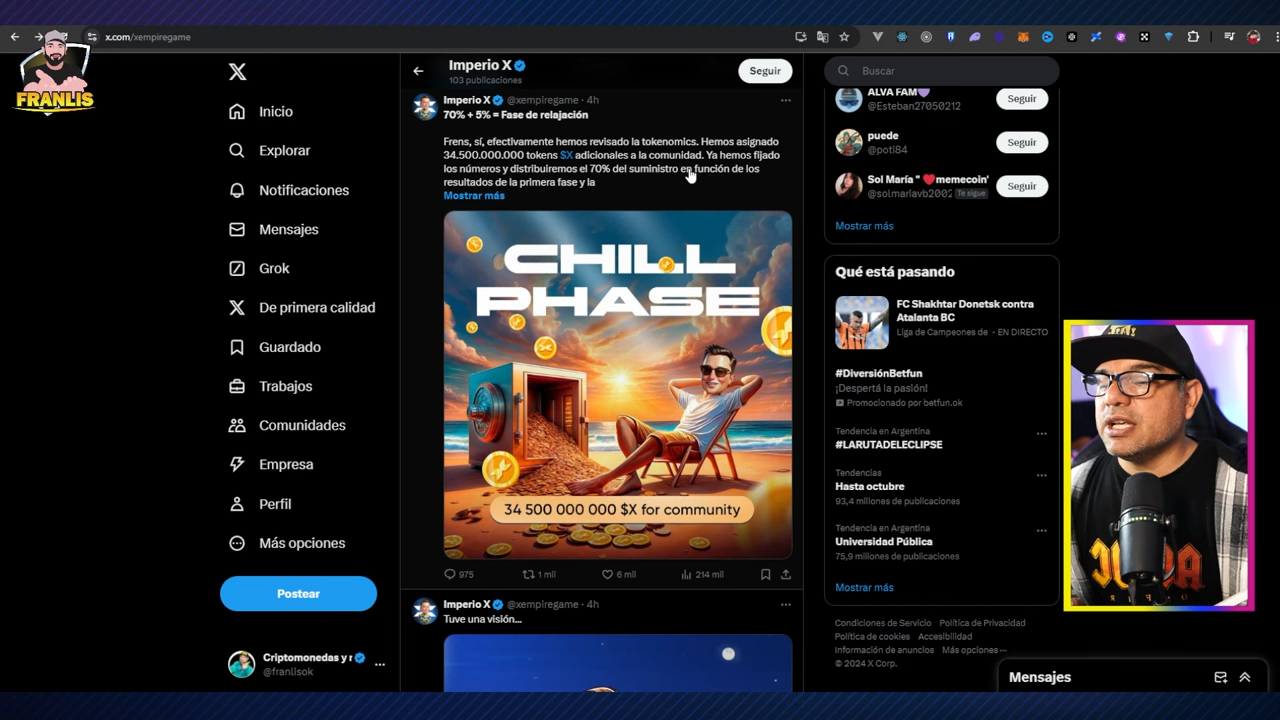 x.com/xempiregame
FRANLIS
Inicio
Explorar
Notificaciones
Mensajes
Grok
De primera calidad
Guardado
Trabajos
Comunidades
Empresa
Perfil
Más opciones
Postear
Criptomonedas y
@franlisok
Imperio X
103 publicaciones
Seguir
Imperio X @xempiregame · 4h
70% + 5% = Fase de relajación
Frens, sí, efectivamente hemos revisado la tokenomics. Hemos asignado
34.500.000.000 tokens $X adicionales a la comunidad. Ya hemos fijado
los números y distribuiremos el 70% del suministro en función de los
resultados de la primera fase y la
Mostrar más
CHILL
PHASE
34 500 000 000 $X for community
975
1 mil
6 mil
214 mil
Imperio X @xempiregame · 4h
Tuve una visión...
Buscar
ALVA FAM💜
@Esteban27050212
Seguir
puede
@poti84
Seguir
Sol María " ❤️memecoin'
@solmariavb2002 Te sigue
Seguir
Mostrar más
Qué está pasando
FC Shakhtar Donetsk contra
Atalanta BC
Liga de Campeones de · EN DIRECTO
#DiversiónBetfun
¡Despertá la pasión!
Promocionado por betfun.ok
Tendencia en Argentina
#LARUTADELECLIPSE
Tendencias
Hasta octubre
93,4 millones de publicaciones
Tendencia en Argentina
Universidad Pública
75,9 millones de publicaciones
Mostrar más
Condiciones de Servicio Política de Privacidad
Política de cookies Accesibilidad
Información de anuncios Más opciones ···
© 2024 X Corp.
Mensajes